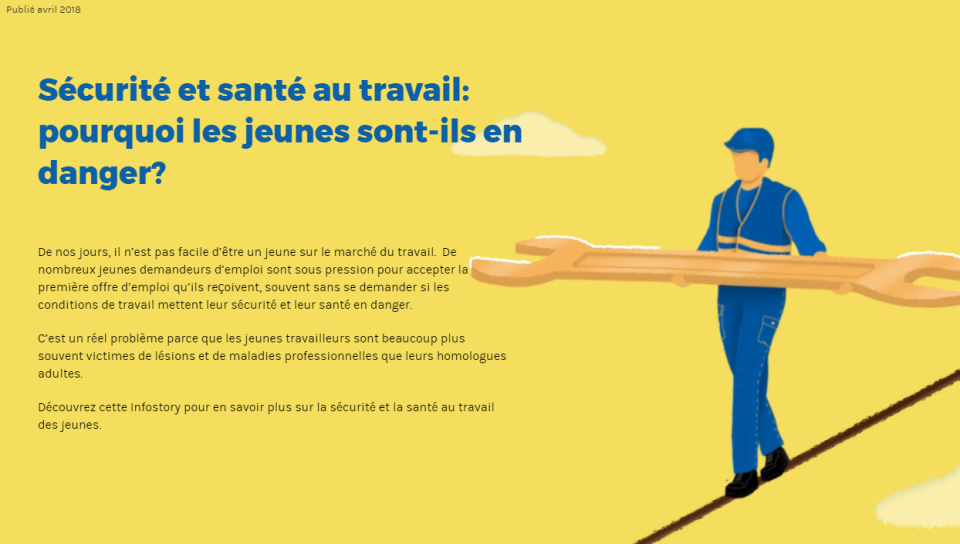 Publié avril 2018
Sécurité et santé au travail:
pourquoi les jeunes sont-ils en
danger?
De nos jours, il n'est pas facile d'être un jeune sur le marché du travail.  De
nombreux jeunes demandeurs d'emploi sont sous pression pour accepter la
première offre d'emploi qu'ils reçoivent, souvent sans se demander si les
conditions de travail mettent leur sécurité et leur santé en danger.
C'est un réel problème parce que les jeunes travailleurs sont beaucoup plus
souvent victimes de lésions et de maladies professionnelles que leurs homologues
adultes.
Découvrez cette Infostory pour en savoir plus sur la sécurité et la santé au travail
des jeunes.